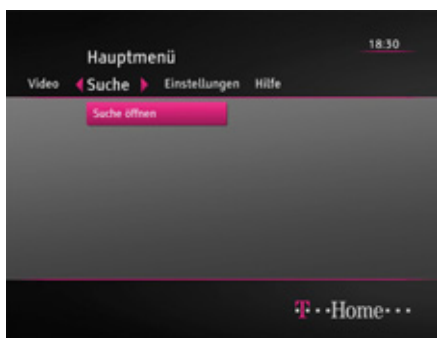 18:30
Hauptmenü
Video Suche Einstellungen Hilfe
Suche öffnen
T··Home···